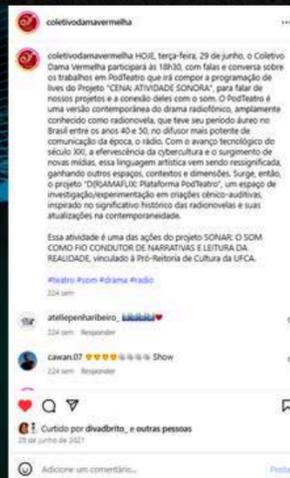 coletivodamavermelha
coletivodamavermelha HOJE, terça-feira, 29 de junho, o Coletivo
Dama Vermelha participará às 18h30, com falas e conversa sobre
os trabalhos em PodTeatro que irá compor a programação de
lives do Projeto "CENA: ATIVIDADE SONORA", para falar de
nossos projetos e a conexão deles com o som. O PodTeatro é
uma versão contemporânea do drama radiofônico, amplamente
conhecido como radionovela, que teve seu período áureo no
Brasil entre os anos 40 e 50, no difusor mais potente de
comunicação da época, o rádio. Com o avanço tecnológico do
século XXI, a efervescência da cybercultura e o surgimento de
novas mídias, essa linguagem artística vem sendo ressignificada,
ganhando outros espaços, contextos e dimensões. Surge, então,
o projeto "D(R)AMAFLIX: Plataforma PodTeatro", um espaço de
investigação/experimentação em criações cênico-auditivas,
inspirado no significativo histórico das radionovelas e suas
atualizações na contemporaneidade.
Essa atividade é uma das ações do projeto SONAR: O SOM
COMO FIO CONDUTOR DE NARRATIVAS E LEITURA DA
REALIDADE, vinculado à Pró-Reitoria de Cultura da UFCA.
#teatro #som #drama #radio
224 sem
ateliepenharibeiro_
224 sem Responder
cawan.07 Show
224 sem Responder
Curtido por divadbrito_ e outras pessoas
29 de junho de 2021
Adicione um comentário...